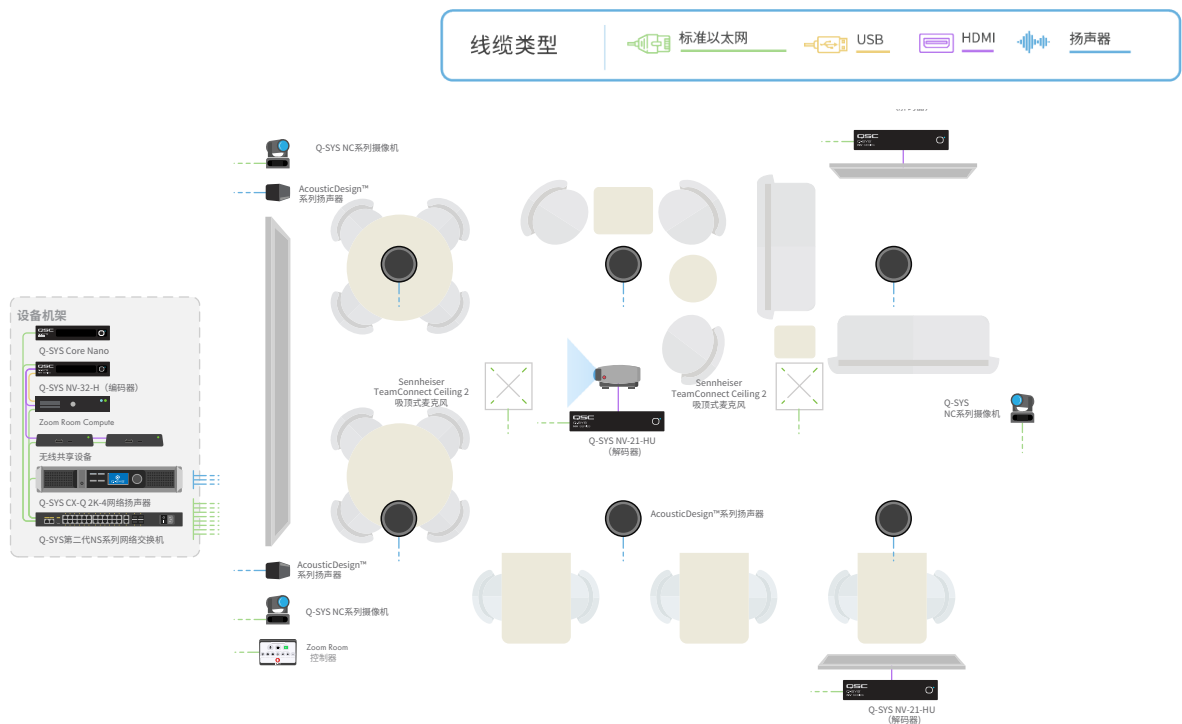 线缆类型
标准以太网
USB
HDMI
扬声器
Q-SYS NC系列摄像机
AcousticDesign™
系列扬声器
QSC
设备机架
QSC
Q-SYS Core Nano
QSC
Q-SYS NV-32-H（编码器）
Zoom Room Compute
无线共享设备
Q-SYS CX-Q 2K-4网络扬声器
Q-SYS第二代NS系列网络交换机
Sennheiser
TeamConnect Ceiling 2
吸顶式麦克风
QSC
Q-SYS NV-21-HU
（解码器)
Sennheiser
TeamConnect Ceiling 2
吸顶式麦克风
Q-SYS
NC系列摄像机
AcousticDesign™系列扬声器
AcousticDesign™
系列扬声器
Q-SYS NC系列摄像机
Zoom Room
控制器
QSC
Q-SYS NV-21-HU
（解码器)